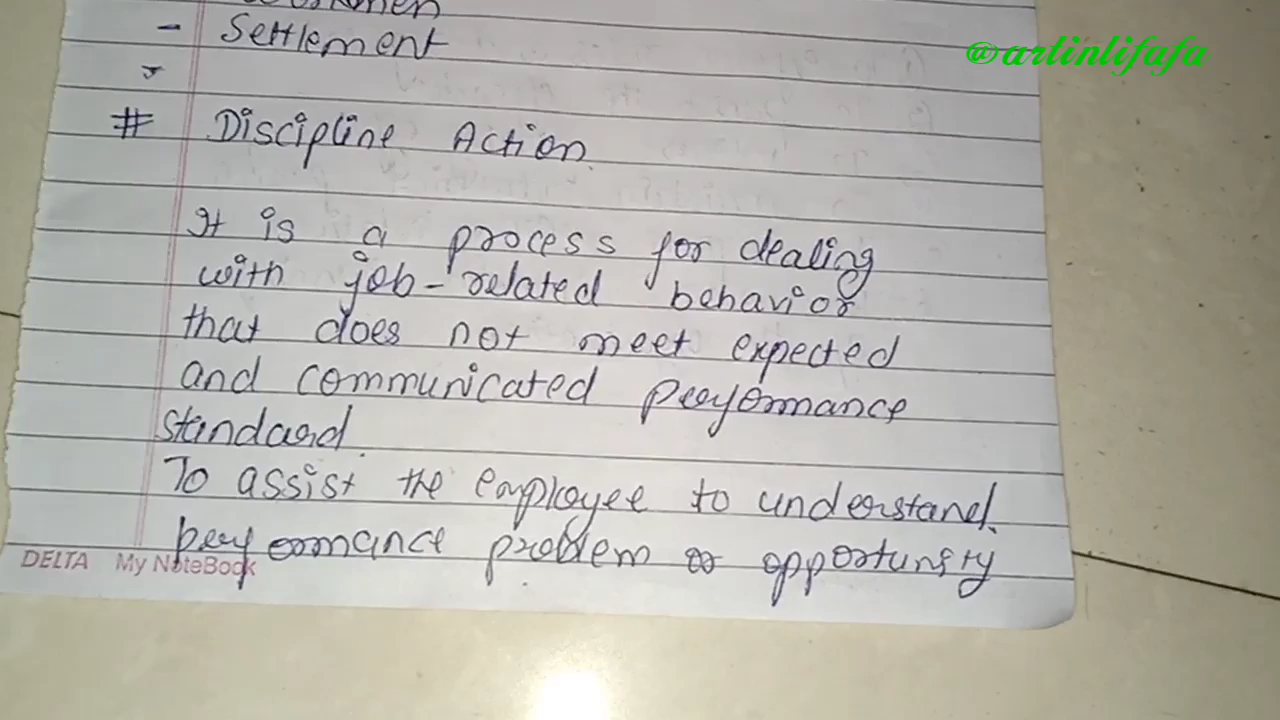 - Settlement
@artinlifafa
# Discipline Action
It is a process for dealing
with job-related behavior
that does not meet expected
and communicated performance
standard.
To assist the employee to understand
performance problem or opportunity
DELTA My NoteBook